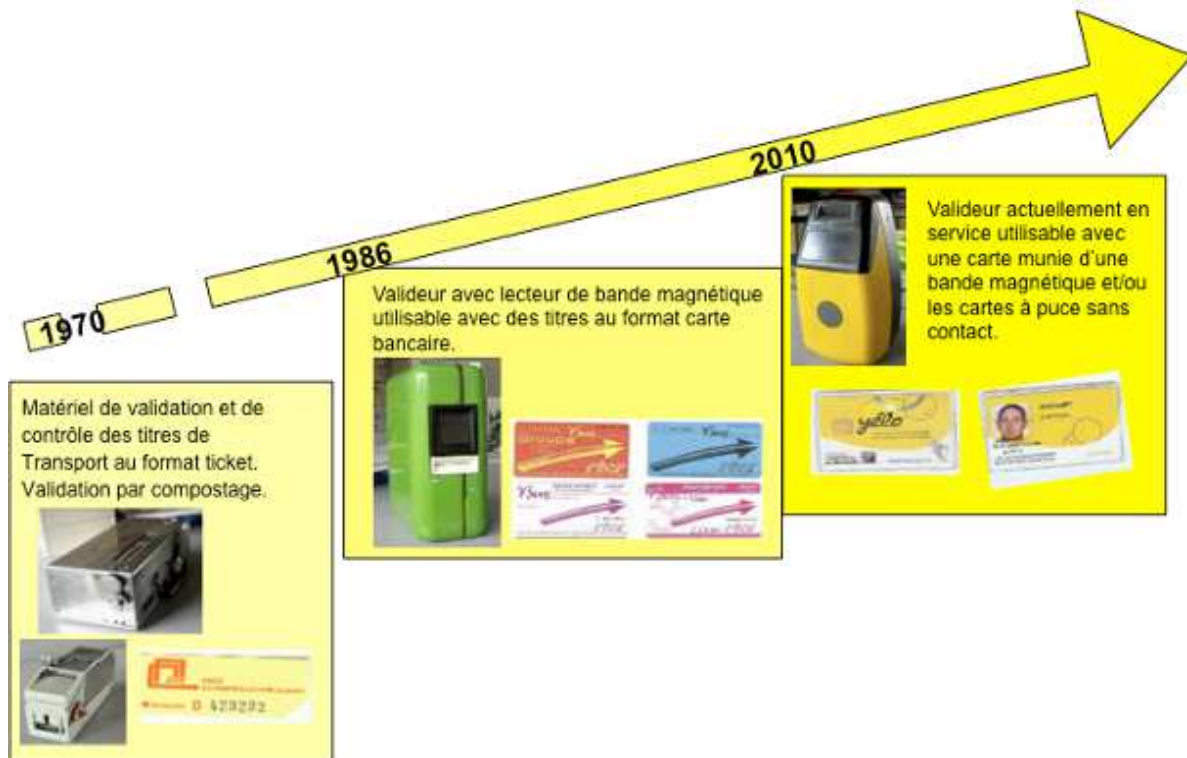 1970
1986
2010
Matériel de validation et de
contrôle des titres de
Transport au format ticket.
Validation par compostage.
D 429292
Valideur avec lecteur de bande magnétique
utilisable avec des titres au format carte
bancaire.
Valideur actuellement en
service utilisable avec
une carte munie d'une
bande magnétique et/ou
les cartes à puce sans
contact.
yélo